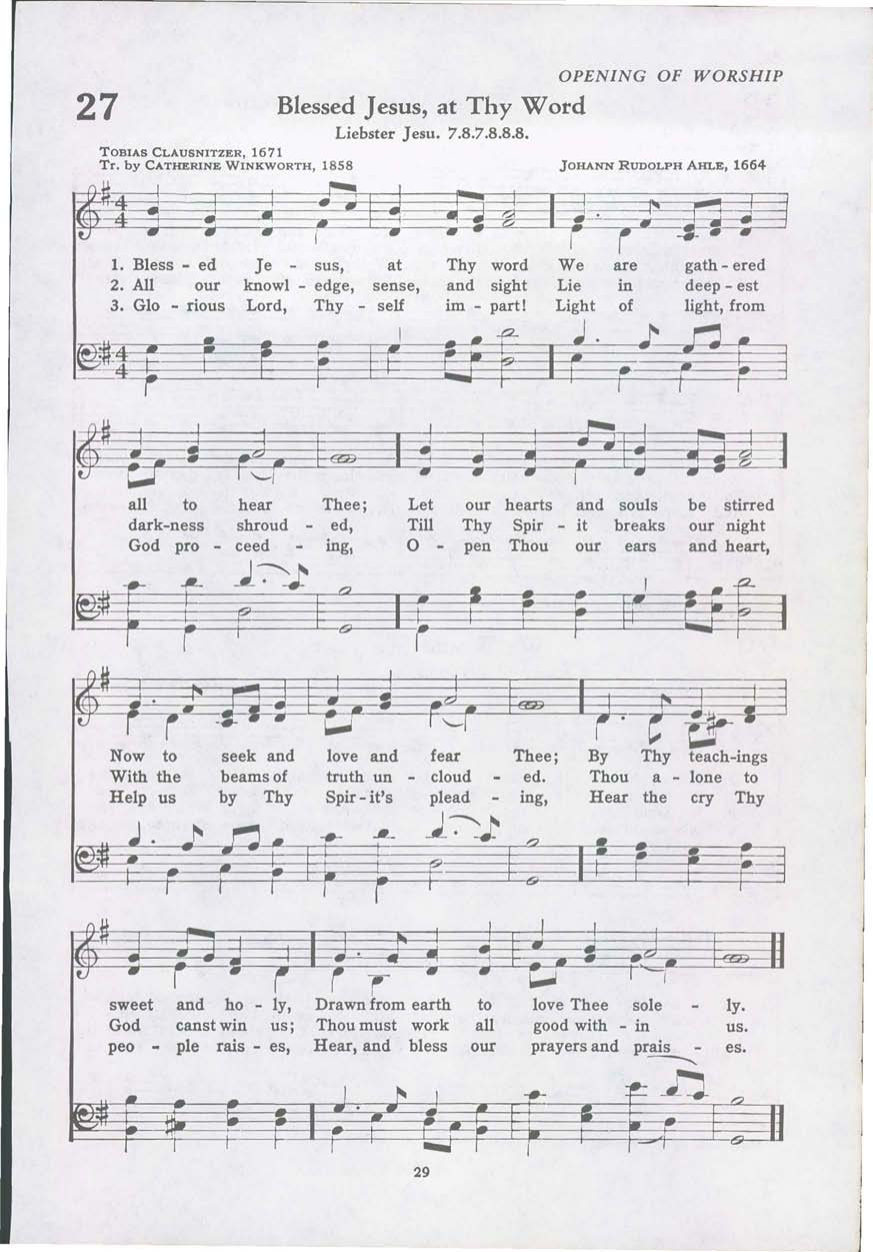 OPENING OF WORSHIP
27
Blessed Jesus, at Thy Word
Liebster Jesu. 7.8.7.8.8.8.
TOBIAS CLAUSNITZER, 1671
Tr. by CATHERINE WINKWORTH, 1858
JOHANN RUDOLPH AHLE, 1664
4
4
1. Bless - ed Je - sus, at Thy word We are gath - ered
2. All our knowl - edge, sense, and sight Lie in deep - est
3. Glo - rious Lord, Thy - self im - part! Light of light, from
4
4
all to hear Thee; Let our hearts and souls be stirred
dark-ness shroud - ed, Till Thy Spir - it breaks our night
God pro - ceed - ing, O - pen Thou our ears and heart,
Now to seek and love and fear Thee; By Thy teach-ings
With the beams of truth un - cloud - ed. Thou a - lone to
Help us by Thy Spir-it's plead - ing, Hear the cry Thy
sweet and ho - ly, Drawn from earth to love Thee sole - ly.
God canst win us; Thou must work all good with - in us.
peo - ple rais - es, Hear, and bless our prayers and prais - es.
29